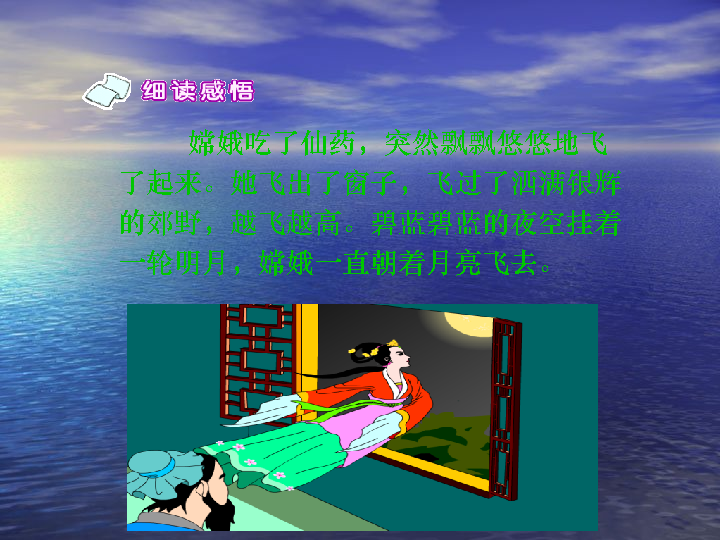 细读感悟
嫦娥吃了仙药，突然飘飘悠悠地飞
了起来。她飞出了窗子，飞过了洒满银辉
的郊野，越飞越高。碧蓝碧蓝的夜空挂着
一轮明月，嫦娥一直朝着月亮飞去。